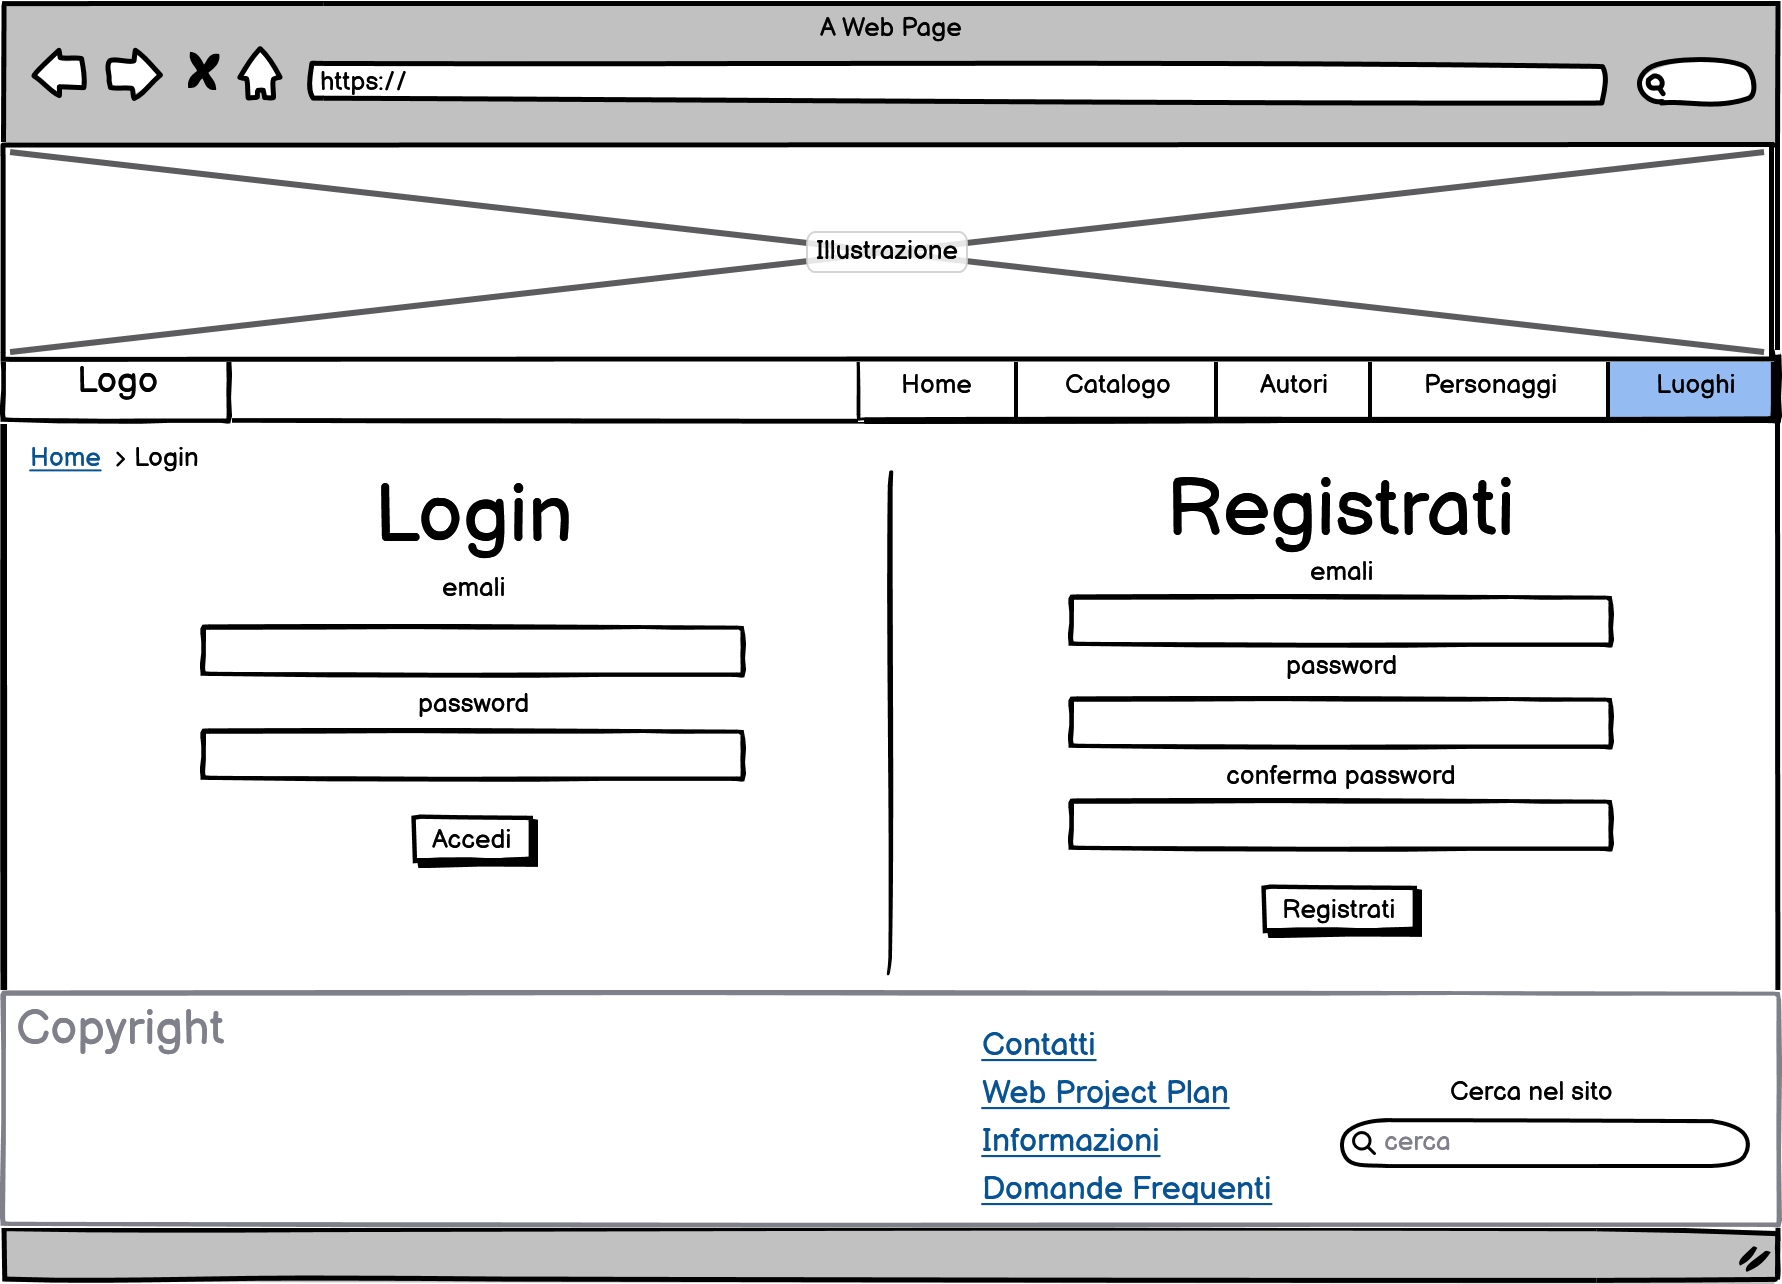 A Web Page
https://
Illustrazione
Logo
Home Catalogo Autori Personaggi Luoghi
Home > Login
Login
emali
password
Accedi
Registrati
emali
password
conferma password
Registrati
Copyright
Contatti
Web Project Plan
Informazioni
Domande Frequenti
Cerca nel sito
cerca